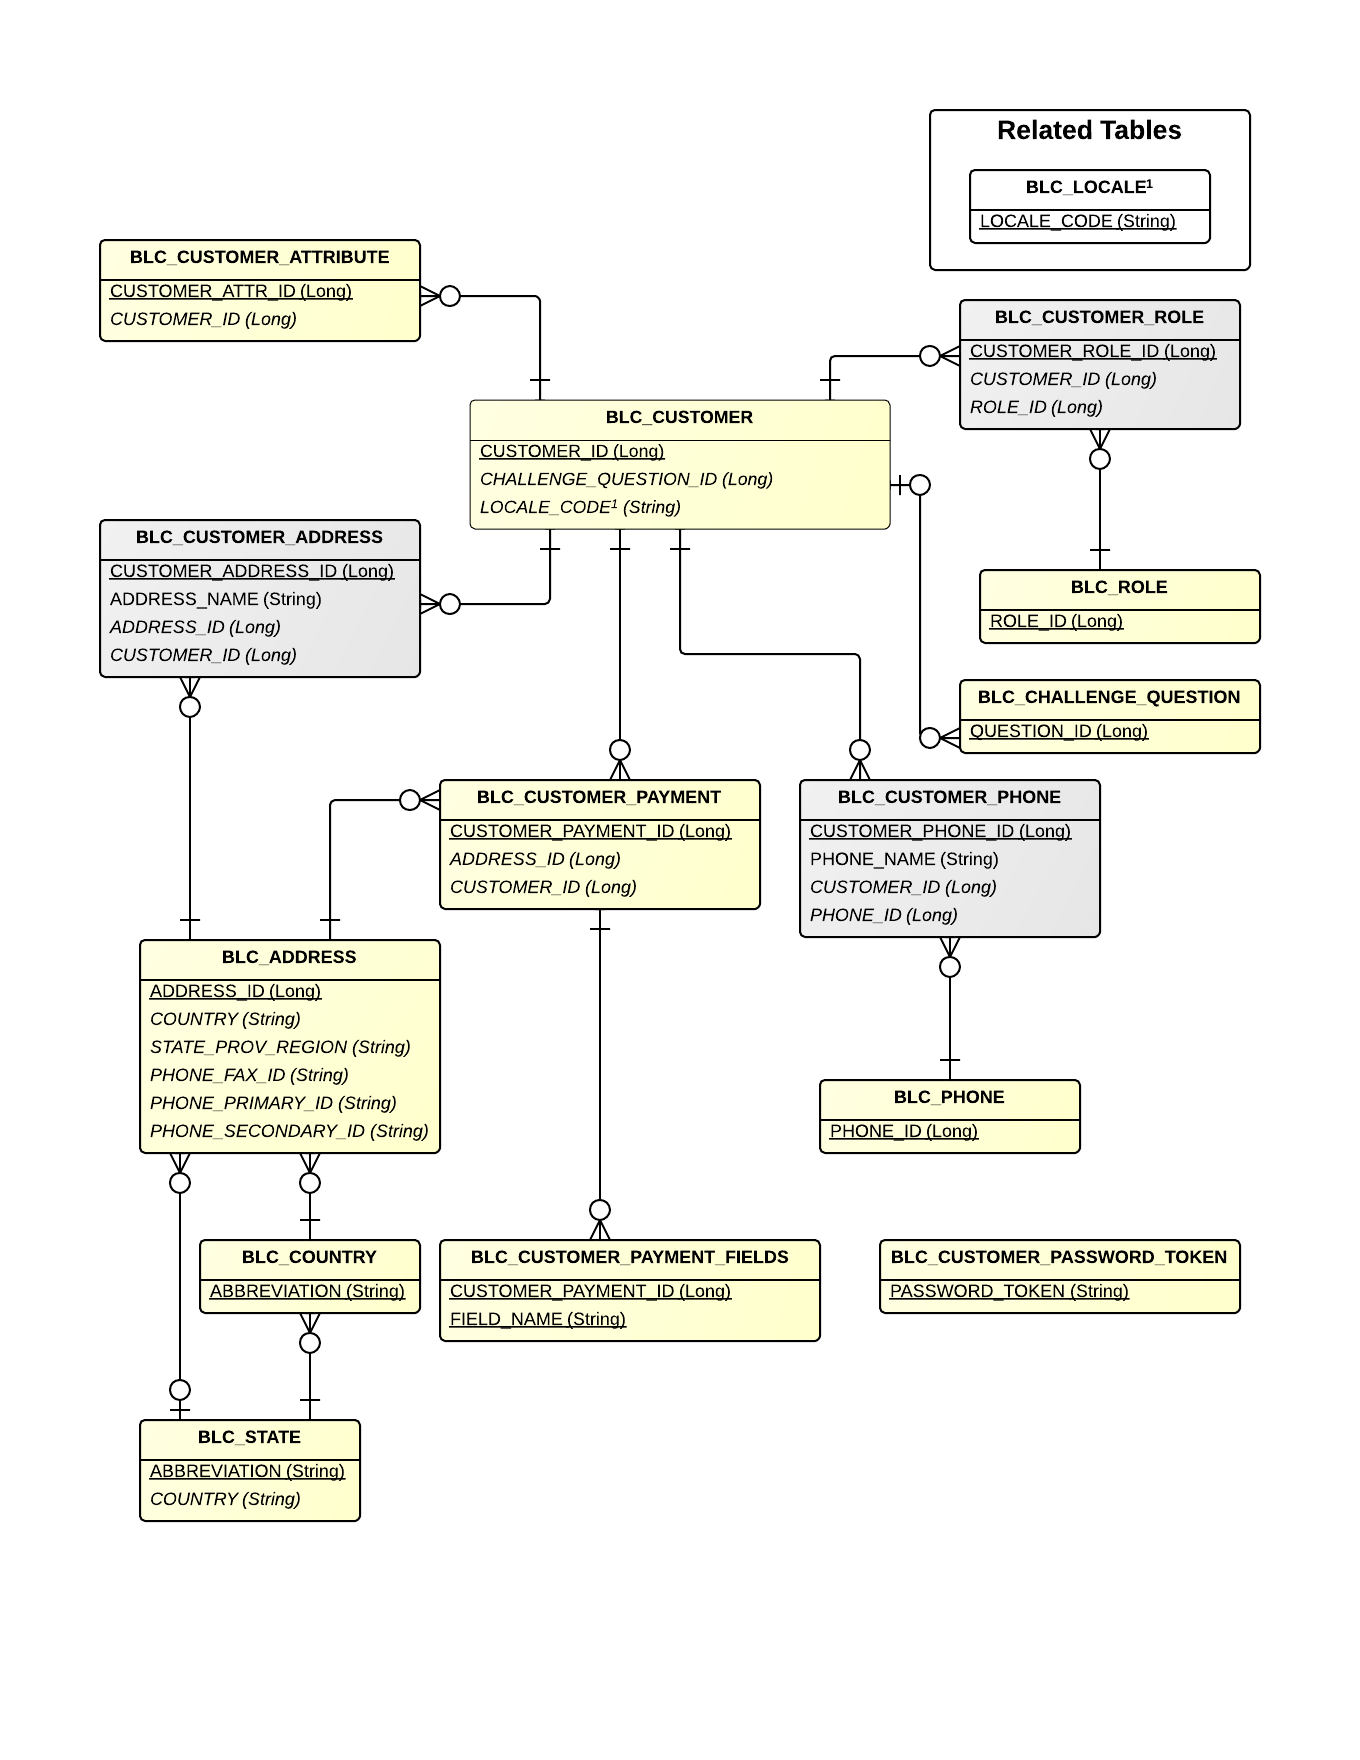 Related Tables
BLC_LOCALE¹
LOCALE_CODE (String)
BLC_CUSTOMER_ATTRIBUTE
CUSTOMER_ATTR_ID (Long)
CUSTOMER_ID (Long)
BLC_CUSTOMER_ROLE
CUSTOMER_ROLE_ID (Long)
CUSTOMER_ID (Long)
ROLE_ID (Long)
BLC_CUSTOMER
CUSTOMER_ID (Long)
CHALLENGE_QUESTION_ID (Long)
LOCALE_CODE¹ (String)
BLC_CUSTOMER_ADDRESS
CUSTOMER_ADDRESS_ID (Long)
ADDRESS_NAME (String)
ADDRESS_ID (Long)
CUSTOMER_ID (Long)
BLC_ROLE
ROLE_ID (Long)
BLC_CHALLENGE_QUESTION
QUESTION_ID (Long)
BLC_CUSTOMER_PAYMENT
CUSTOMER_PAYMENT_ID (Long)
ADDRESS_ID (Long)
CUSTOMER_ID (Long)
BLC_CUSTOMER_PHONE
CUSTOMER_PHONE_ID (Long)
PHONE_NAME (String)
CUSTOMER_ID (Long)
PHONE_ID (Long)
BLC_ADDRESS
ADDRESS_ID (Long)
COUNTRY (String)
STATE_PROV_REGION (String)
PHONE_FAX_ID (String)
PHONE_PRIMARY_ID (String)
PHONE_SECONDARY_ID (String)
BLC_PHONE
PHONE_ID (Long)
BLC_COUNTRY
ABBREVIATION (String)
BLC_CUSTOMER_PAYMENT_FIELDS
CUSTOMER_PAYMENT_ID (Long)
FIELD_NAME (String)
BLC_CUSTOMER_PASSWORD_TOKEN
PASSWORD_TOKEN (String)
BLC_STATE
ABBREVIATION (String)
COUNTRY (String)